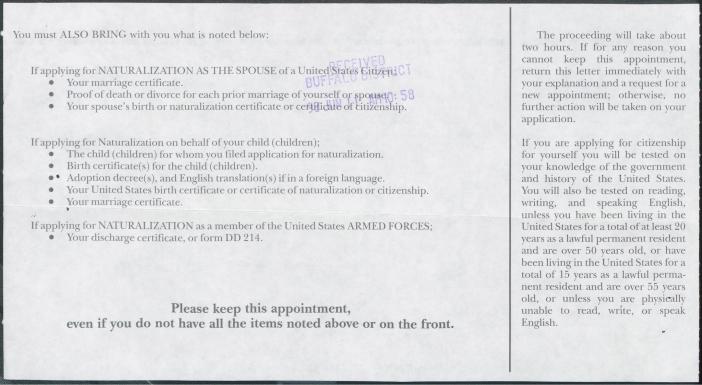 You must ALSO BRING with you what is noted below:
RECEIVED
BUFFALO DISTRICT
If applying for NATURALIZATION AS THE SPOUSE of a United States Citizen;
• Your marriage certificate.
• Proof of death or divorce for each prior marriage of yourself or spouse.
• Your spouse's birth or naturalization certificate or certificate of citizenship.
If applying for Naturalization on behalf of your child (children);
• The child (children) for whom you filed application for naturalization.
• Birth certificate(s) for the child (children).
• Adoption decree(s), and English translation(s) if in a foreign language.
• Your United States birth certificate or certificate of naturalization or citizenship.
• Your marriage certificate.
If applying for NATURALIZATION as a member of the United States ARMED FORCES;
• Your discharge certificate, or form DD 214.
Please keep this appointment,
even if you do not have all the items noted above or on the front.
The proceeding will take about
two hours. If for any reason you
cannot keep this appointment,
return this letter immediately with
your explanation and a request for a
new appointment; otherwise, no
further action will be taken on your
application.
If you are applying for citizenship
for yourself you will be tested on
your knowledge of the government
and history of the United States.
You will also be tested on reading,
writing, and speaking English,
unless you have been living in the
United States for a total of at least 20
years as a lawful permanent resident
and are over 50 years old, or have
been living in the United States for a
total of 15 years as a lawful perma-
nent resident and are over 55 years
old, or unless you are physically
unable to read, write, or speak
English.